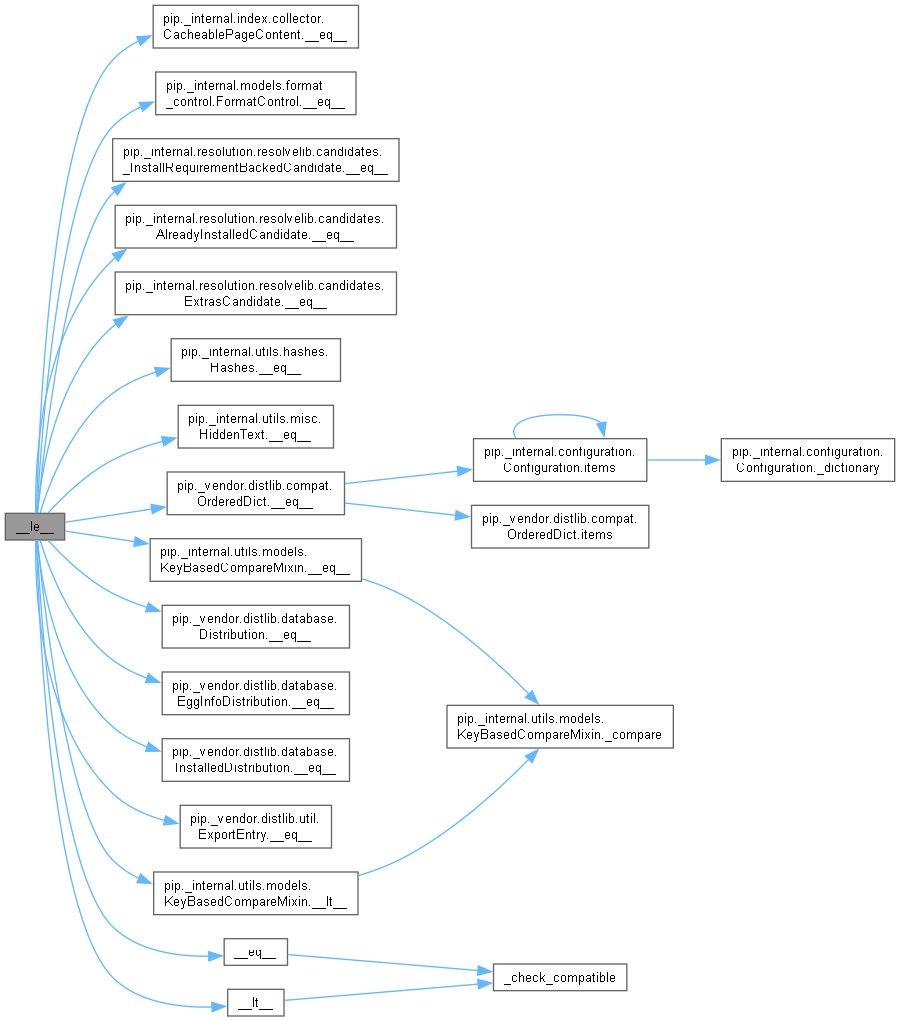 pip._internal.index.collector.
CacheablePageContent.__eq__
pip._internal.models.format
_control.FormatControl.__eq__
pip._internal.resolution.resolvelib.candidates.
_InstallRequirementBackedCandidate.__eq__
pip._internal.resolution.resolvelib.candidates.
AlreadyInstalledCandidate.__eq__
pip._internal.resolution.resolvelib.candidates.
ExtrasCandidate.__eq__
pip._internal.utils.hashes.
Hashes.__eq__
pip._internal.utils.misc.
HiddenText.__eq__
pip._vendor.distlib.compat.
OrderedDict.__eq__
pip._internal.configuration.
Configuration.items
pip._internal.configuration.
Configuration._dictionary
pip._vendor.distlib.compat.
OrderedDict.items
__le__
pip._internal.utils.models.
KeyBasedCompareMixin.__eq__
pip._vendor.distlib.database.
Distribution.__eq__
pip._vendor.distlib.database.
EggInfoDistribution.__eq__
pip._internal.utils.models.
KeyBasedCompareMixin._compare
pip._vendor.distlib.database.
InstalledDistribution.__eq__
pip._vendor.distlib.util.
ExportEntry.__eq__
pip._internal.utils.models.
KeyBasedCompareMixin.__lt__
__eq__
_check_compatible
__lt__